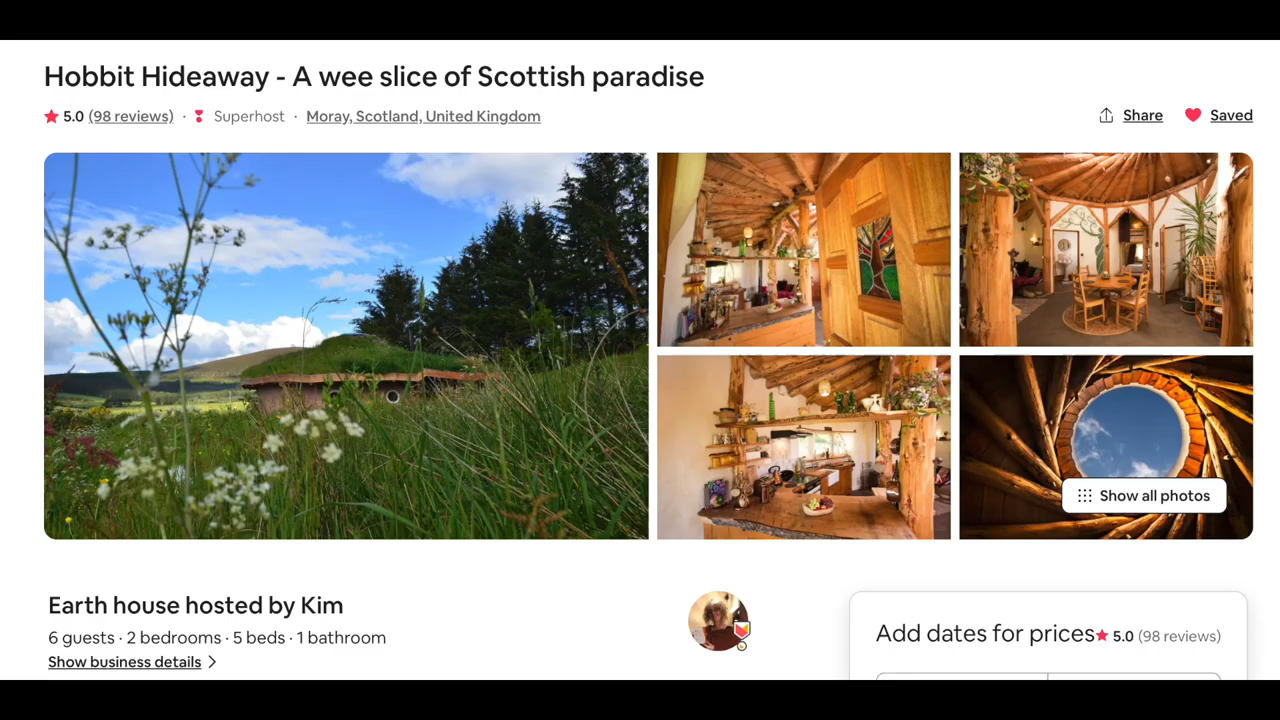 Hobbit Hideaway - A wee slice of Scottish paradise
5.0 (98 reviews) · Superhost · Moray, Scotland, United Kingdom
Share Saved
Show all photos
Earth house hosted by Kim
6 guests · 2 bedrooms · 5 beds · 1 bathroom
Show business details
Add dates for prices 5.0 (98 reviews)